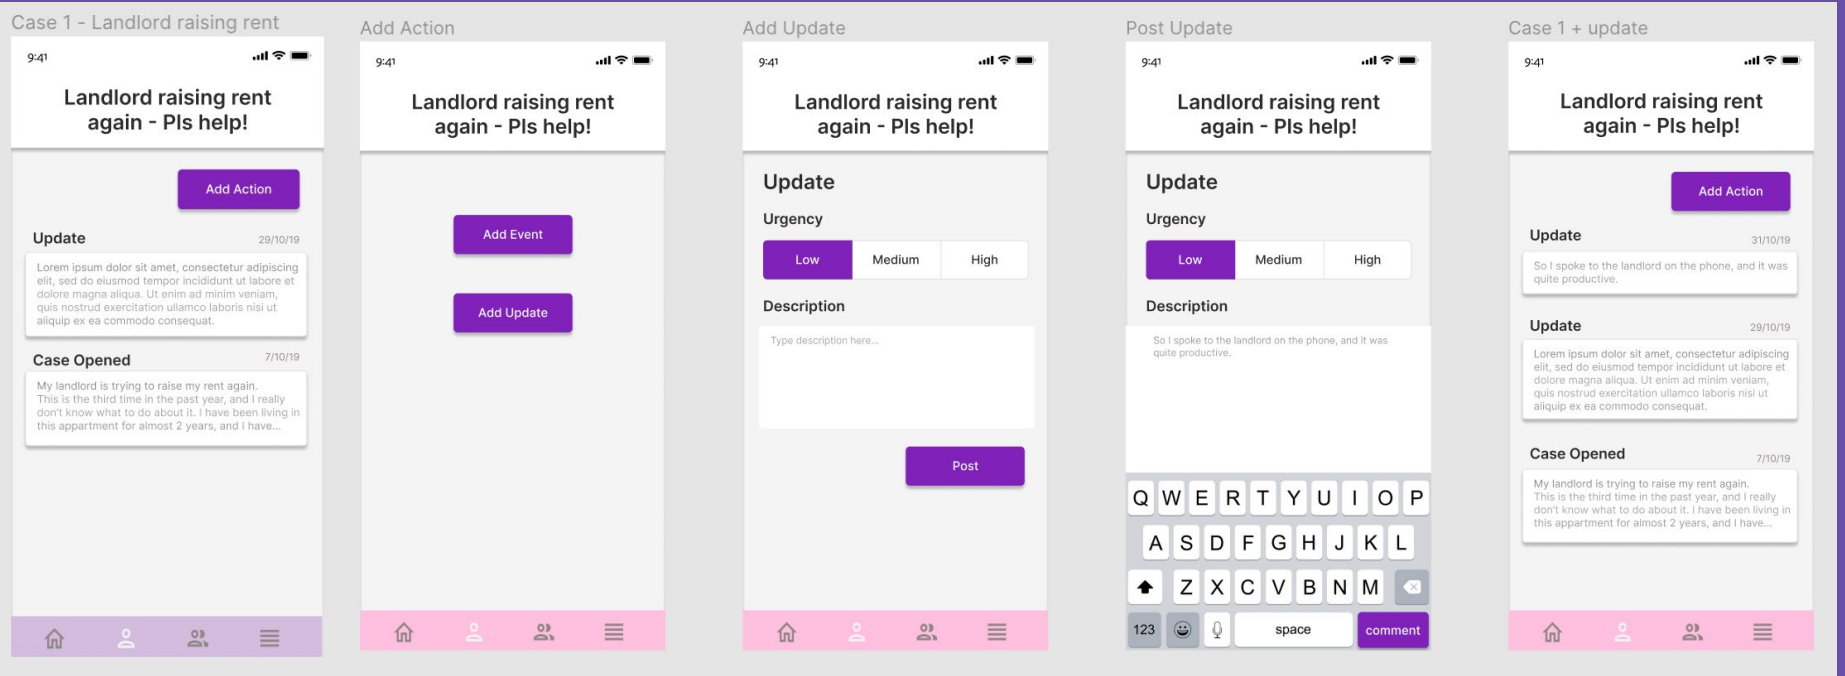 Case 1 - Landlord raising rent
9:41
Landlord raising rent
again - Pls help!
Add Action
Update
29/10/19
Lorem ipsum dolor sit amet, consectetur adipiscing
elit, sed do eiusmod tempor incididunt ut labore et
dolore magna aliqua. Ut enim ad minim veniam,
quis nostrud exercitation ullamco laboris nisi ut
aliquip ex ea commodo consequat.
Case Opened
7/10/19
My landlord is trying to raise my rent again.
This is the third time in the past year, and I really
don't know what to do about it. I have been living in
this appartment for almost 2 years, and I have...
Add Action
9:41
Landlord raising rent
again - Pls help!
Add Event
Add Update
Add Update
9:41
Landlord raising rent
again - Pls help!
Update
Urgency
Low Medium High
Description
Type description here...
Post
Post Update
9:41
Landlord raising rent
again - Pls help!
Update
Urgency
Low Medium High
Description
So I spoke to the landlord on the phone, and it was
quite productive.
Q W E R T Y U I O P
A S D F G H J K L
Z X C V B N M
123 space comment
Case 1 + update
9:41
Landlord raising rent
again - Pls help!
Add Action
Update
31/10/19
So I spoke to the landlord on the phone, and it was
quite productive.
Update
29/10/19
Lorem ipsum dolor sit amet, consectetur adipiscing
elit, sed do eiusmod tempor incididunt ut labore et
dolore magna aliqua. Ut enim ad minim veniam,
quis nostrud exercitation ullamco laboris nisi ut
aliquip ex ea commodo consequat.
Case Opened
7/10/19
My landlord is trying to raise my rent again.
This is the third time in the past year, and I really
don't know what to do about it. I have been living in
this appartment for almost 2 years, and I have...